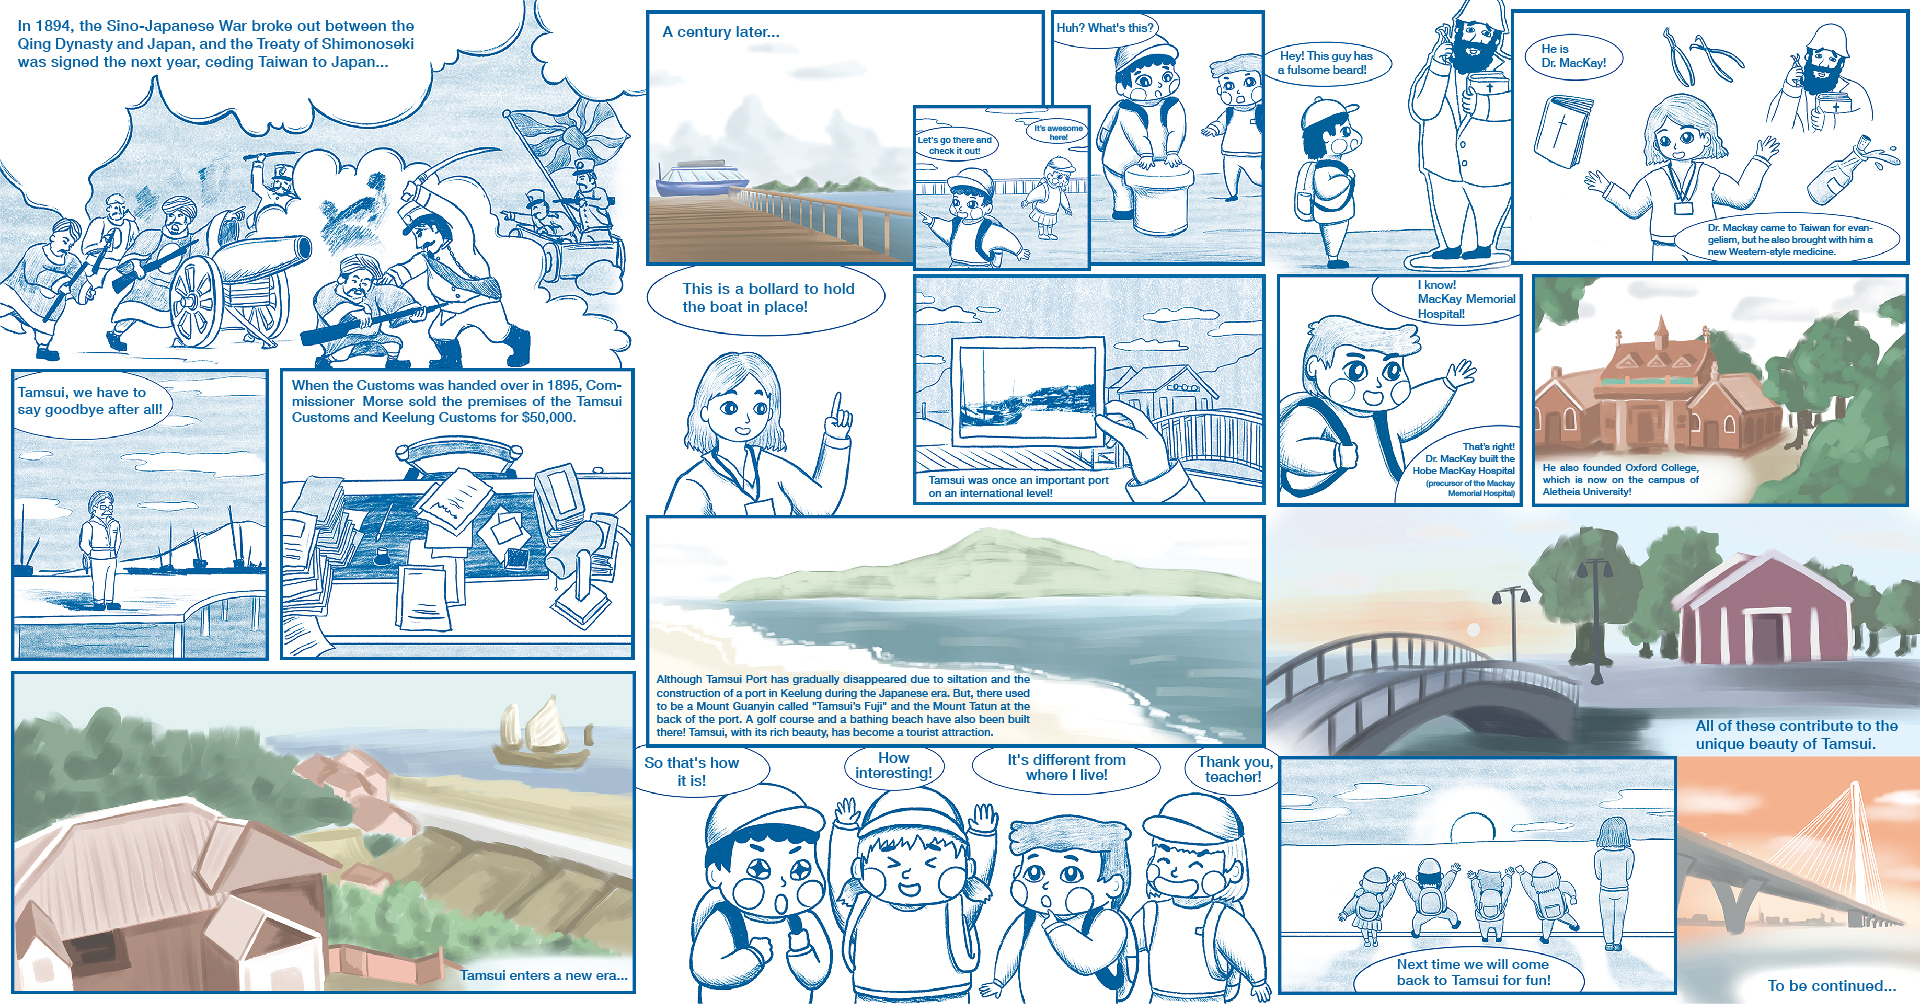 In 1894, the Sino-Japanese War broke out between the
Qing Dynasty and Japan, and the Treaty of Shimonoseki
was signed the next year, ceding Taiwan to Japan...
Tamsui, we have to
say goodbye after all!
When the Customs was handed over in 1895, Com-
missioner Morse sold the premises of the Tamsui
Customs and Keelung Customs for $50,000.
Tamsui enters a new era...
A century later...
Let's go there and
check it out!
It's awesome
here!
Huh? What's this?
This is a bollard to hold
the boat in place!
Tamsui was once an important port
on an international level!
Although Tamsui Port has gradually disappeared due to siltation and the
construction of a port in Keelung during the Japanese era. But, there used
to be a Mount Guanyin called "Tamsui's Fuji" and the Mount Tatun at the
back of the port. A golf course and a bathing beach have also been built
there! Tamsui, with its rich beauty, has become a tourist attraction.
So that's how
it is!
How
interesting!
It's different from
where I live!
Thank you,
teacher!
Hey! This guy has
a fulsome beard!
He is
Dr. MacKay!
Dr. Mackay came to Taiwan for evan-
gelism, but he also brought with him a
new Western-style medicine.
I know!
MacKay Memorial
Hospital!
That's right!
Dr. MacKay built the
Hobe MacKay Hospital
(precursor of the Mackay
Memorial Hospital)
He also founded Oxford College,
which is now on the campus of
Aletheia University!
All of these contribute to the
unique beauty of Tamsui.
Next time we will come
back to Tamsui for fun!
To be continued...